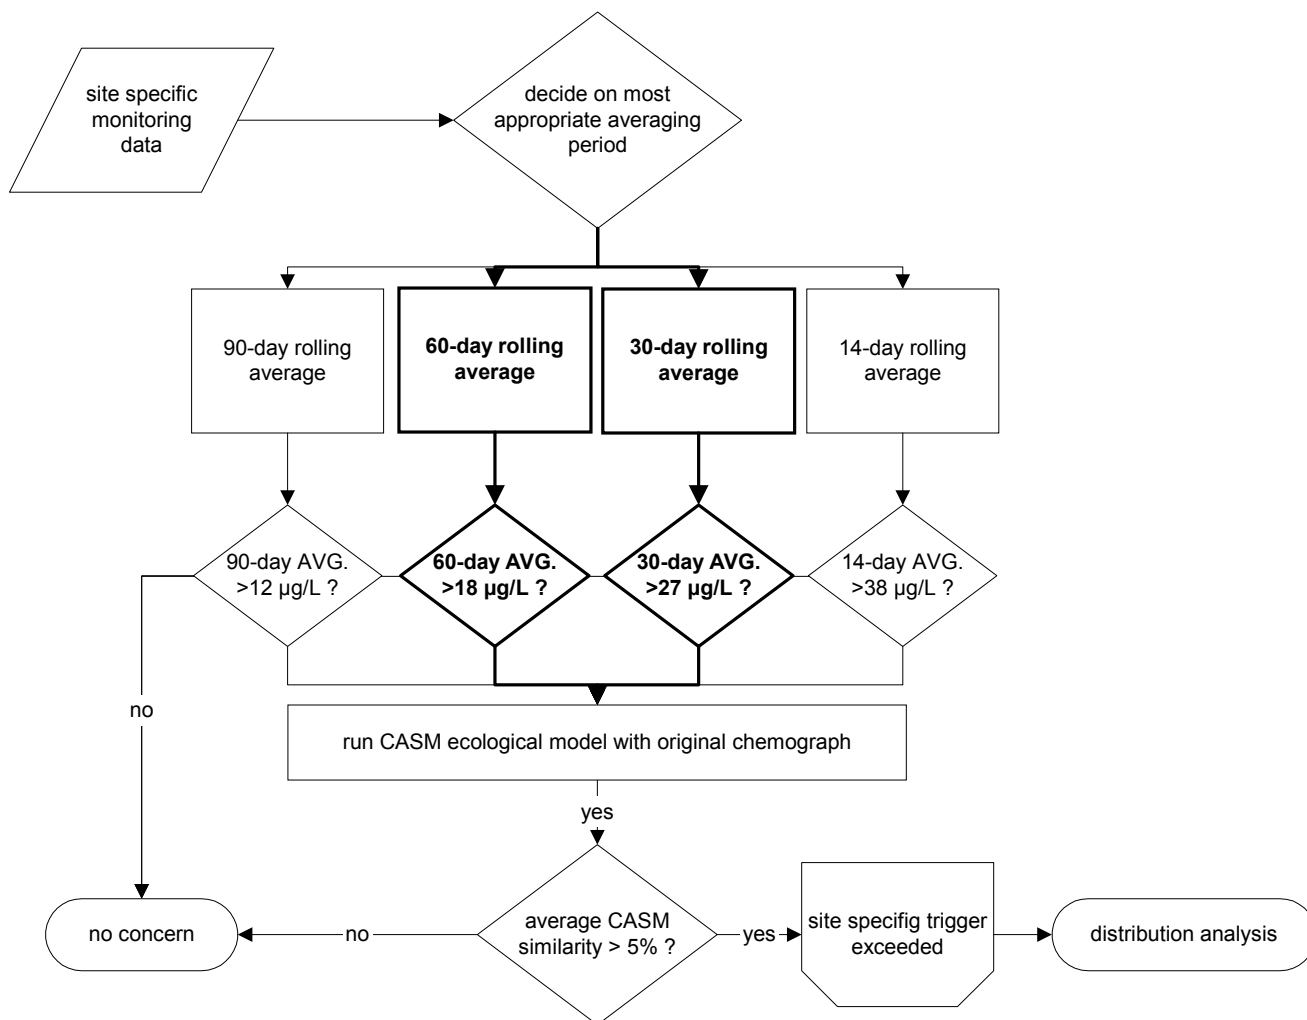 site specific
monitoring
data
decide on most
appropriate averaging
period
90-day rolling
average
60-day rolling
average
30-day rolling
average
14-day rolling
average
90-day AVG.
>12 µg/L ?
60-day AVG.
>18 µg/L ?
30-day AVG.
>27 µg/L ?
14-day AVG.
>38 µg/L ?
no
run CASM ecological model with original chemograph
yes
no concern
no
average CASM
similarity > 5% ?
yes
site specifig trigger
exceeded
distribution analysis